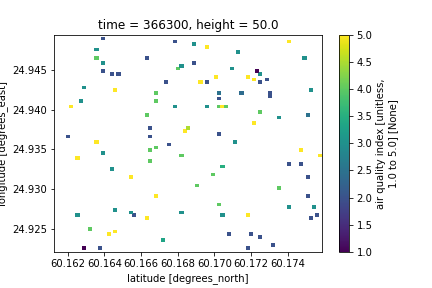 time = 366300, height = 50.0
24.945
24.940
24.935
24.930
24.925
longitude [degrees_east]
60.162 60.164 60.166 60.168 60.170 60.172 60.174
latitude [degrees_north]
5.0
4.5
4.0
3.5
3.0
2.5
2.0
1.5
1.0
air quality index [unitless,
1.0 to 5.0] [None]